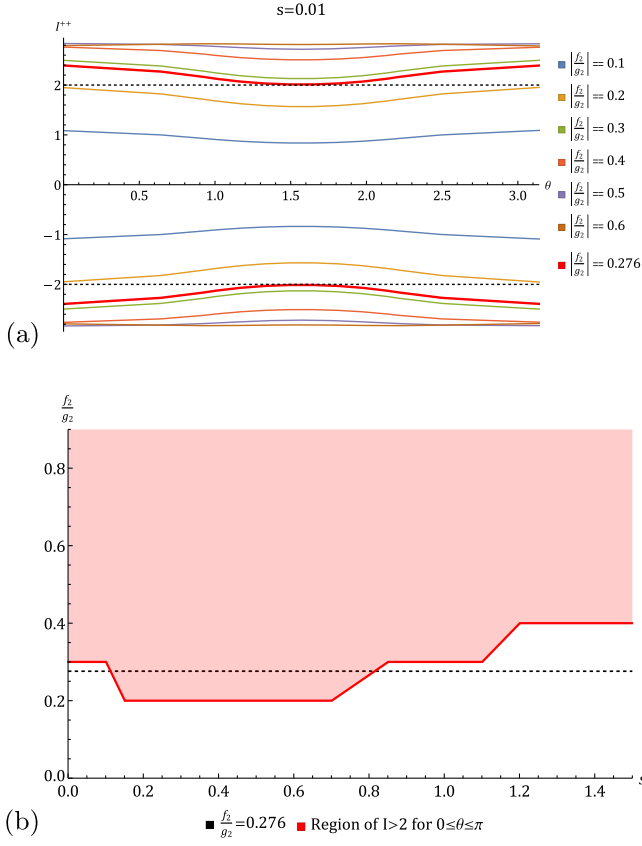 s=0.01
I⁺⁺
2
1
0
−1
−2
0.5 1.0 1.5 2.0 2.5 3.0 θ
|f₂/g₂| == 0.1
|f₂/g₂| == 0.2
|f₂/g₂| == 0.3
|f₂/g₂| == 0.4
|f₂/g₂| == 0.5
|f₂/g₂| == 0.6
|f₂/g₂| == 0.276
(a)
f₂/g₂
0.8
0.6
0.4
0.2
0.0
0.0 0.2 0.4 0.6 0.8 1.0 1.2 1.4 s
(b)
f₂/g₂=0.276 Region of I>2 for 0≤θ≤π